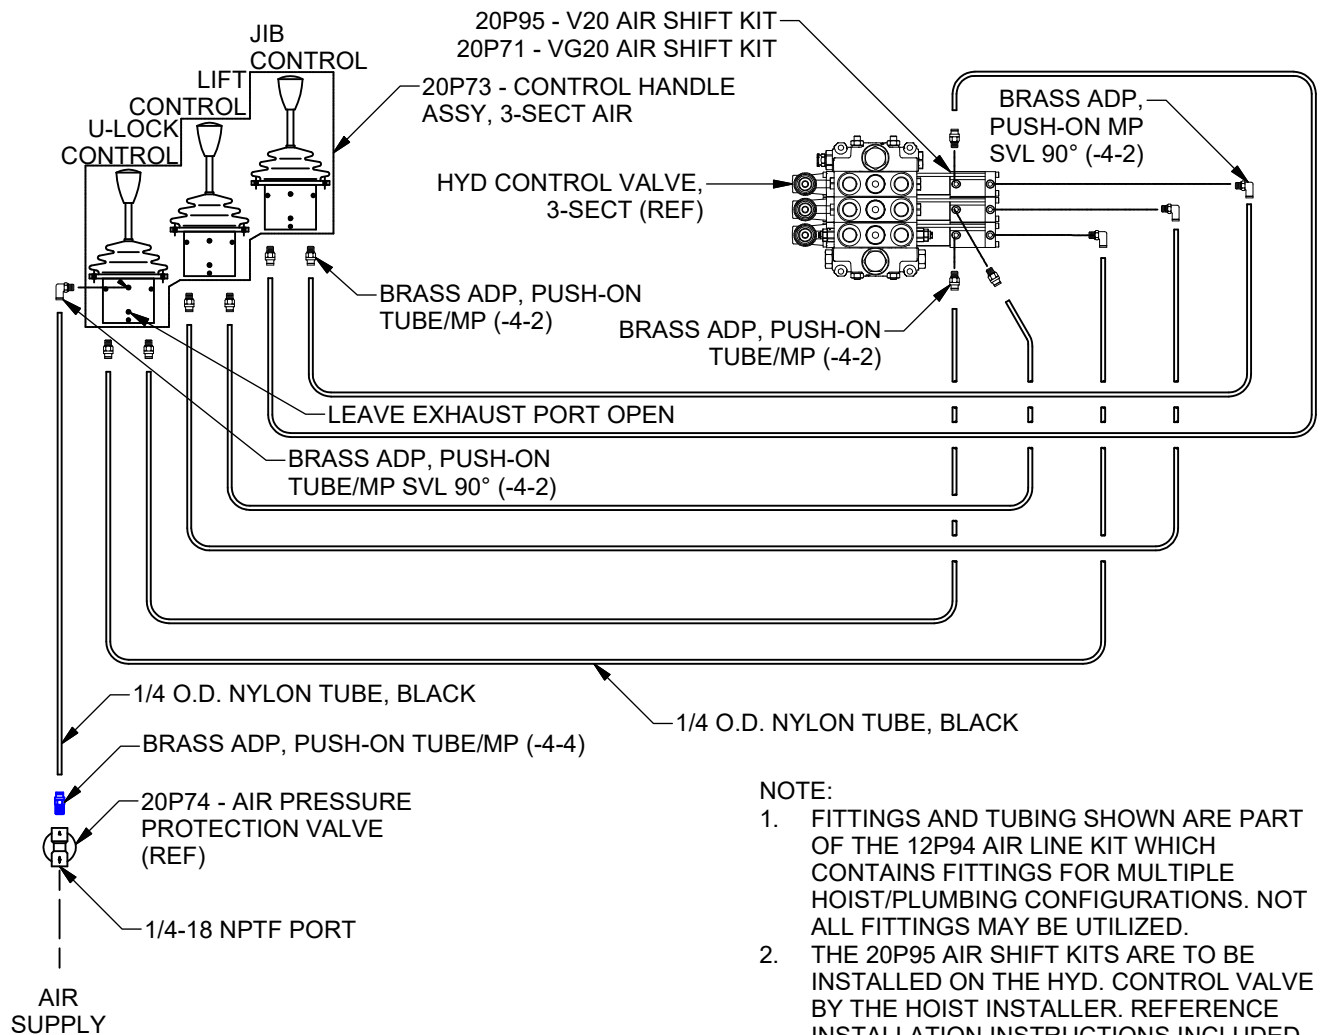 20P95 - V20 AIR SHIFT KIT
20P71 - VG20 AIR SHIFT KIT
JIB
CONTROL
LIFT
CONTROL
U-LOCK
CONTROL
20P73 - CONTROL HANDLE
ASSY, 3-SECT AIR
BRASS ADP,
PUSH-ON MP
SVL 90° (-4-2)
HYD CONTROL VALVE,
3-SECT (REF)
BRASS ADP, PUSH-ON
TUBE/MP (-4-2)
BRASS ADP, PUSH-ON
TUBE/MP (-4-2)
LEAVE EXHAUST PORT OPEN
BRASS ADP, PUSH-ON
TUBE/MP SVL 90° (-4-2)
1/4 O.D. NYLON TUBE, BLACK
1/4 O.D. NYLON TUBE, BLACK
BRASS ADP, PUSH-ON TUBE/MP (-4-4)
20P74 - AIR PRESSURE
PROTECTION VALVE
(REF)
1/4-18 NPTF PORT
AIR
SUPPLY
NOTE:
1. FITTINGS AND TUBING SHOWN ARE PART
OF THE 12P94 AIR LINE KIT WHICH
CONTAINS FITTINGS FOR MULTIPLE
HOIST/PLUMBING CONFIGURATIONS. NOT
ALL FITTINGS MAY BE UTILIZED.
2. THE 20P95 AIR SHIFT KITS ARE TO BE
INSTALLED ON THE HYD. CONTROL VALVE
BY THE HOIST INSTALLER. REFERENCE
INSTALLATION INSTRUCTIONS INCLUDED